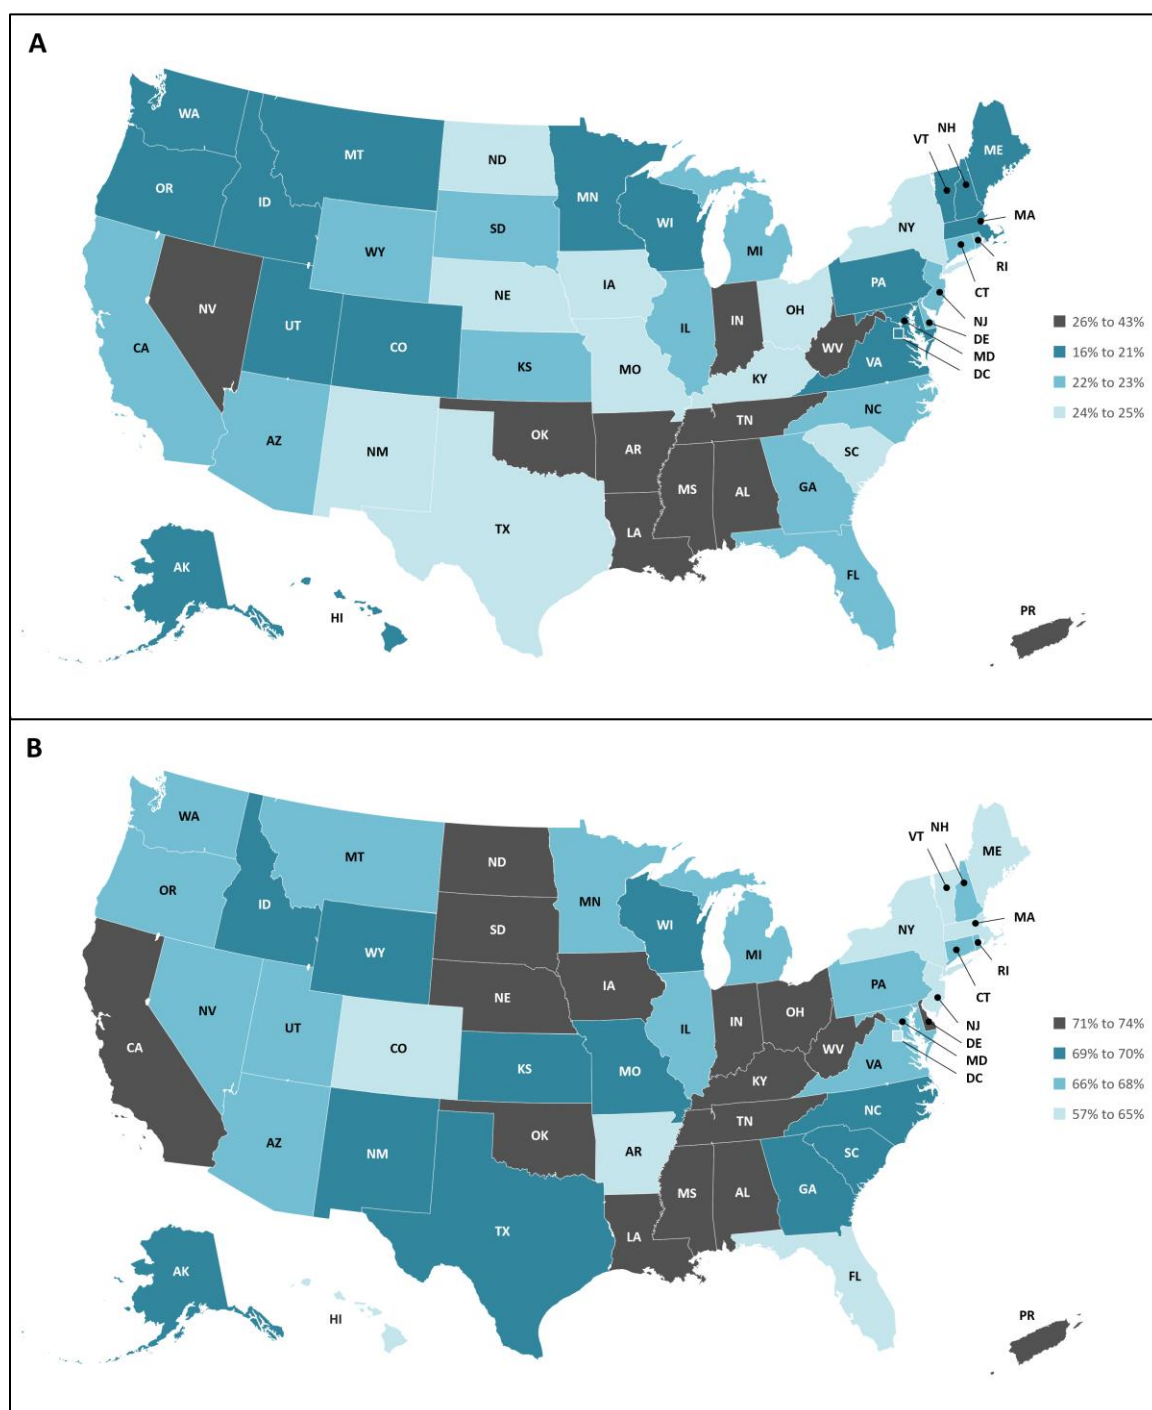 A
WA
MT
ND
MN
VT
NH
ME
OR
ID
WI
MI
NY
MA
SD
WY
RI
CT
PA
IA
NE
NV
NJ
OH
IN
IL
UT
CO
CA
DE
MD
DC
WV
VA
KS
MO
KY
26% to 43%
16% to 21%
22% to 23%
24% to 25%
AZ
NM
OK
AR
TN
NC
SC
MS
AL
GA
TX
LA
AK
HI
FL
PR
B
WA
MT
ND
MN
VT
NH
ME
OR
ID
WI
MI
NY
MA
SD
WY
RI
CT
PA
IA
NE
NV
NJ
OH
IN
IL
UT
CO
CA
DE
MD
DC
WV
VA
KS
MO
KY
71% to 74%
69% to 70%
66% to 68%
57% to 65%
AZ
NM
OK
AR
TN
NC
SC
MS
AL
GA
TX
LA
AK
HI
FL
PR